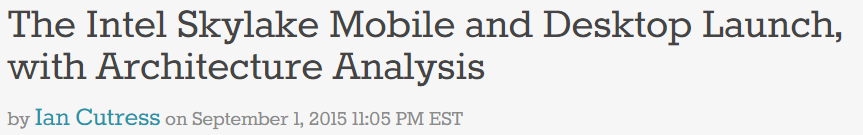 The Intel Skylake Mobile and Desktop Launch,
with Architecture Analysis
by Ian Cutress on September 1, 2015 11:05 PM EST